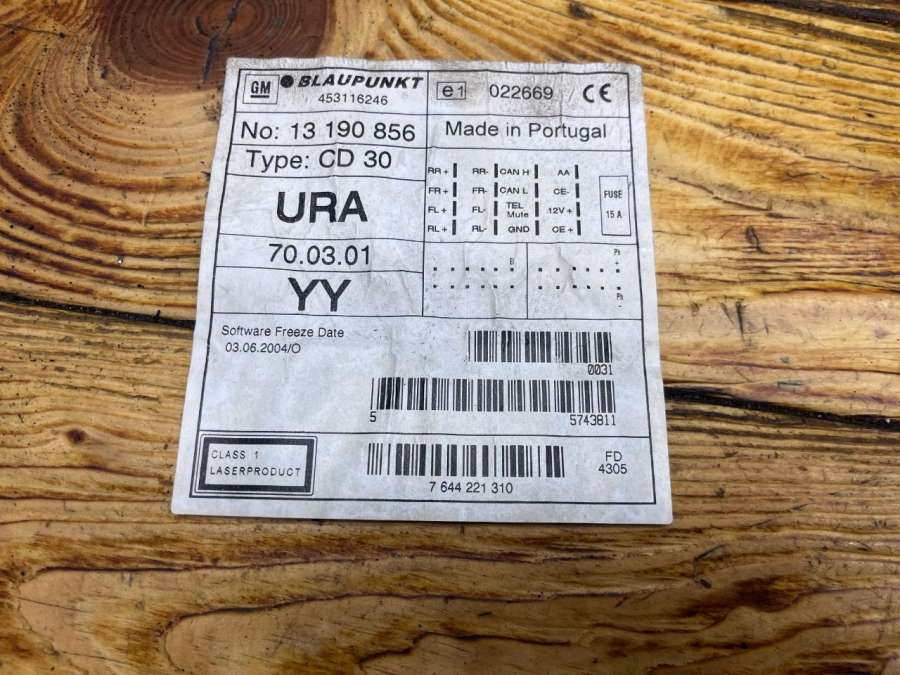 GM BLAUPUNKT
453116246
e1 022669 CE
No: 13 190 856
Made in Portugal
Type: CD 30
URA
70.03.01
YY
RR+ RR- CAN H AA
FR+ FR- CAN L CE-
FL+ FL- TEL Mute 12V+
RL+ RL- GND CE+
FUSE
15 A
El
Ph
+
Ph
-
Software Freeze Date
03.06.2004/O
0031
5 5743811
CLASS 1
LASERPRODUCT
7 644 221 310
FD
4305